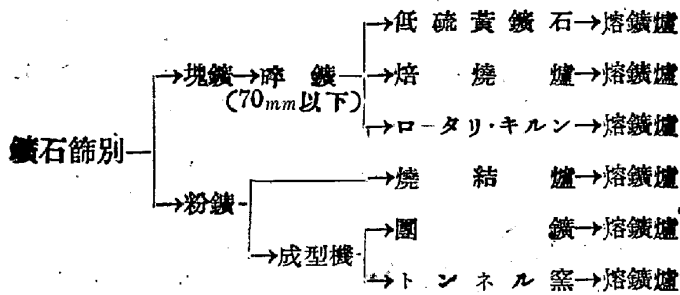 →低硫黃鑛石→熔鑛爐
→塊鑛→碎鑛→焙燒爐→熔鑛爐
(70mm以下)
→ロータリ・キルン→熔鑛爐
鑛石篩別
→燒結爐→熔鑛爐
→粉鑛
→團鑛→熔鑛爐
→成型機
→トンネル窯→熔鑛爐